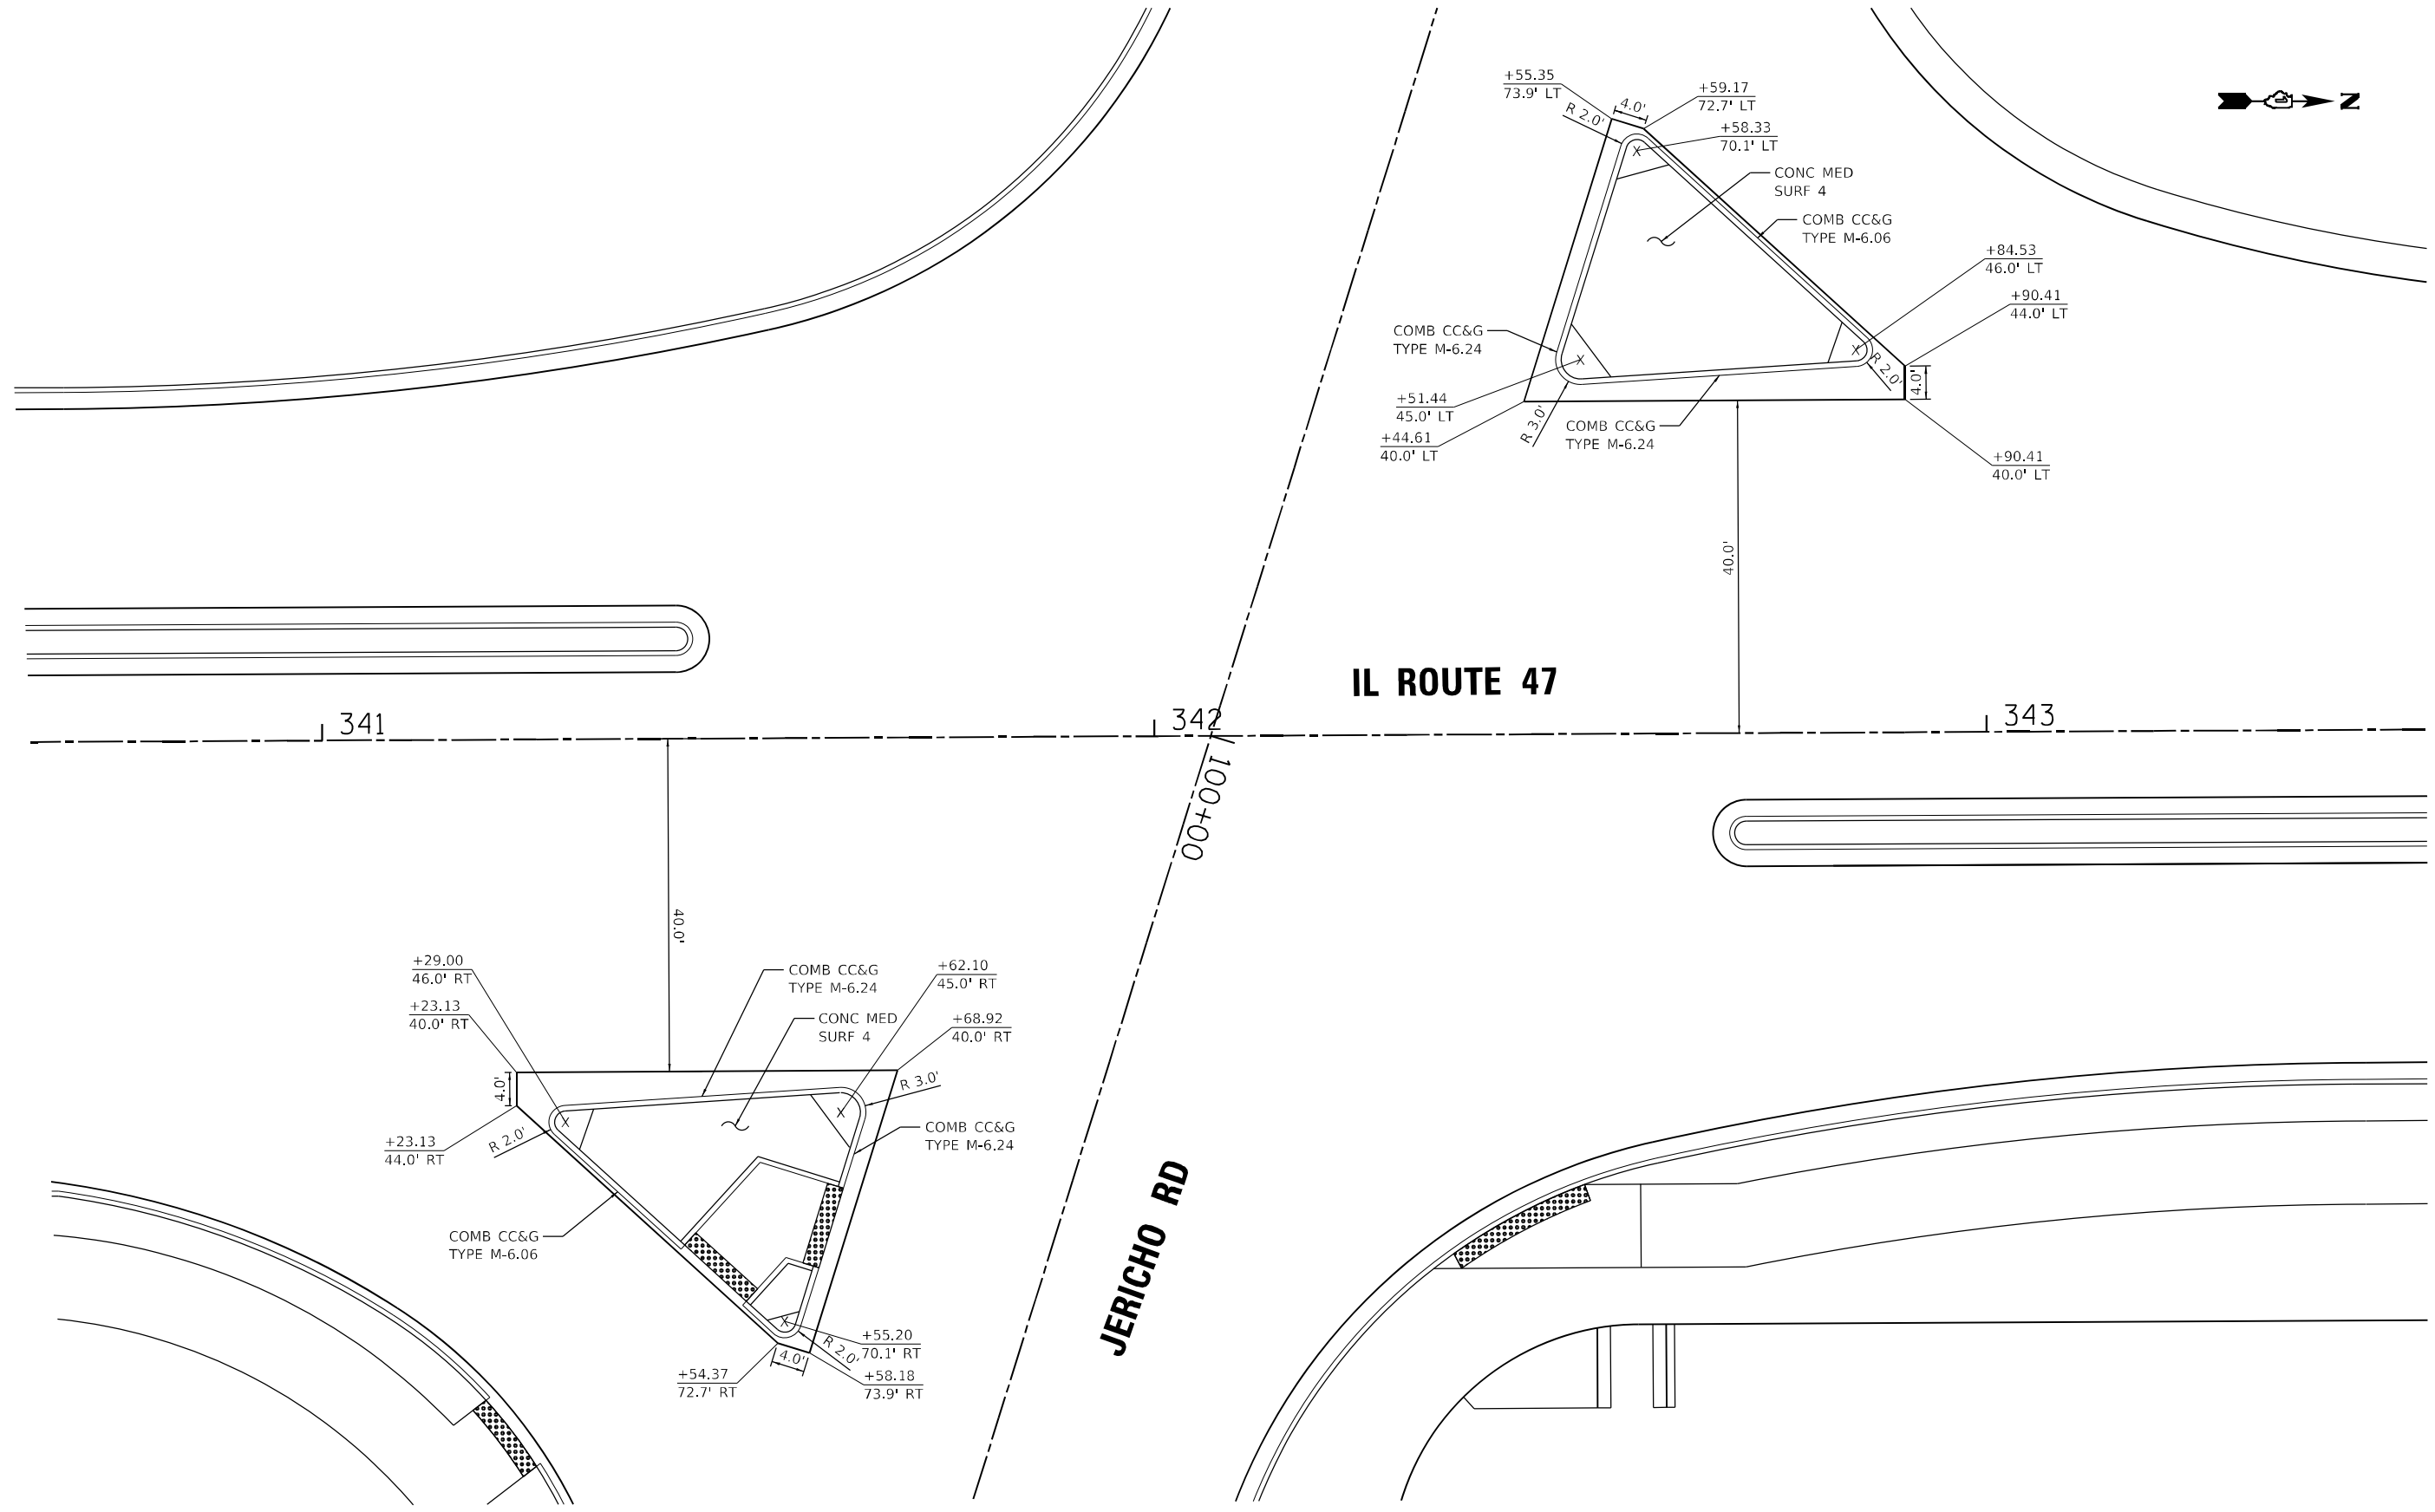 +55.35
73.9' LT
4.0'
R 2.0'
+59.17
72.7' LT
+58.33
70.1' LT
N
CONC MED
SURF 4
COMB CC&G
TYPE M-6.06
+84.53
46.0' LT
+90.41
44.0' LT
COMB CC&G
TYPE M-6.24
R 2.0'
4.0'
+51.44
45.0' LT
R 3.0'
+44.61
40.0' LT
COMB CC&G
TYPE M-6.24
+90.41
40.0' LT
40.0'
IL ROUTE 47
341
342
343
100+00
40.0'
+29.00
46.0' RT
COMB CC&G
TYPE M-6.24
+62.10
45.0' RT
+23.13
40.0' RT
CONC MED
SURF 4
+68.92
40.0' RT
4.0'
R 3.0'
+23.13
44.0' RT
R 2.0'
COMB CC&G
TYPE M-6.24
COMB CC&G
TYPE M-6.06
JERICHO RD
+55.20
70.1' RT
R 2.0'
4.0'
+54.37
72.7' RT
+58.18
73.9' RT